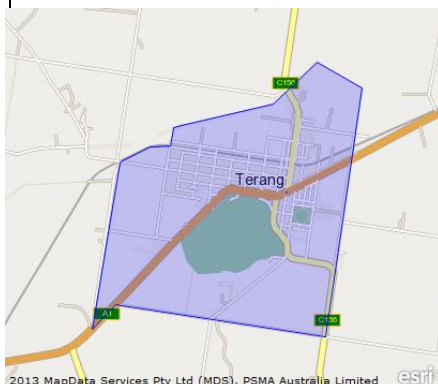 C156
Terang
A1
C156
2013 MapData Services Pty Ltd (MDS), PSMA Australia Limited
esri